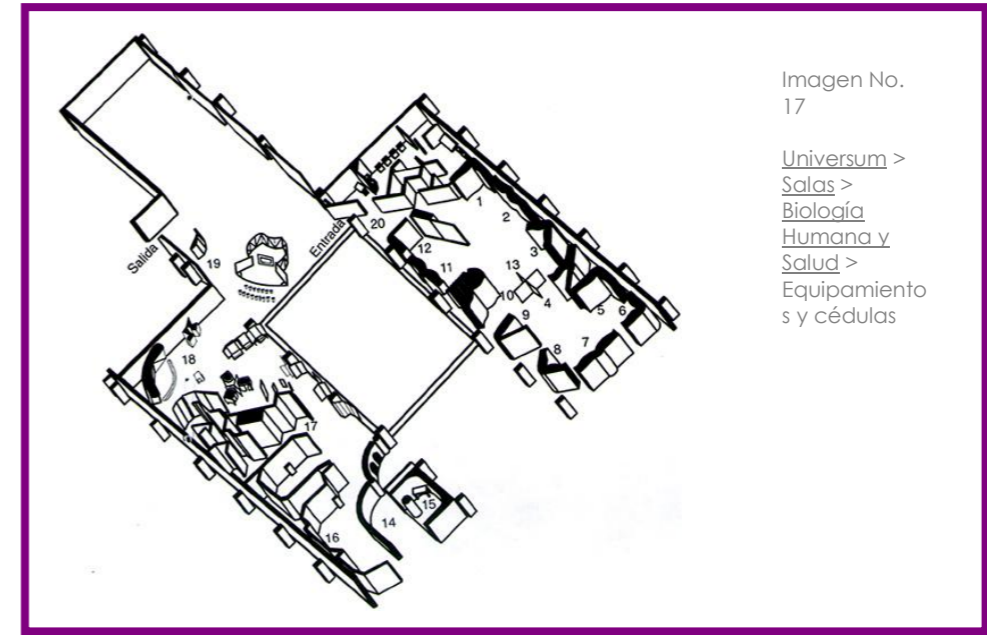 Imagen No.
17
Universum >
Salas >
Biología
Humana y
Salud >
Equipamiento
s y cédulas
Entrada
Salida
1
2
3
4
5
6
7
8
9
10
11
12
13
14
15
16
17
18
19
20